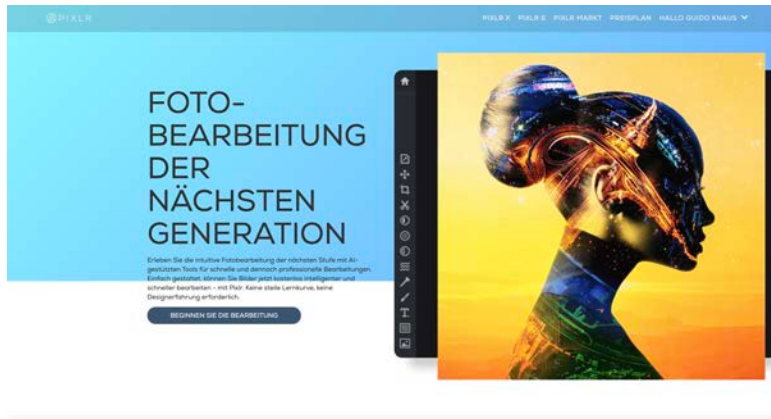 PIXLR
PIXLR X PIXLR E PIXLR MARKT PREISPLAN HALLO GUIDO KNAUS
FOTO-
BEARBEITUNG
DER
NÄCHSTEN
GENERATION
Erleben Sie die intuitive Fotobearbeitung der nächsten Stufe mit AI-
gestützten Tools für schnelle und dennoch professionelle Bearbeitungen.
Einfach gestaltet, können Sie Bilder jetzt kostenlos intelligenter und
schneller bearbeiten – mit Pixlr. Keine steile Lernkurve, keine
Designerfahrung erforderlich.
BEGINNEN SIE DIE BEARBEITUNG
T